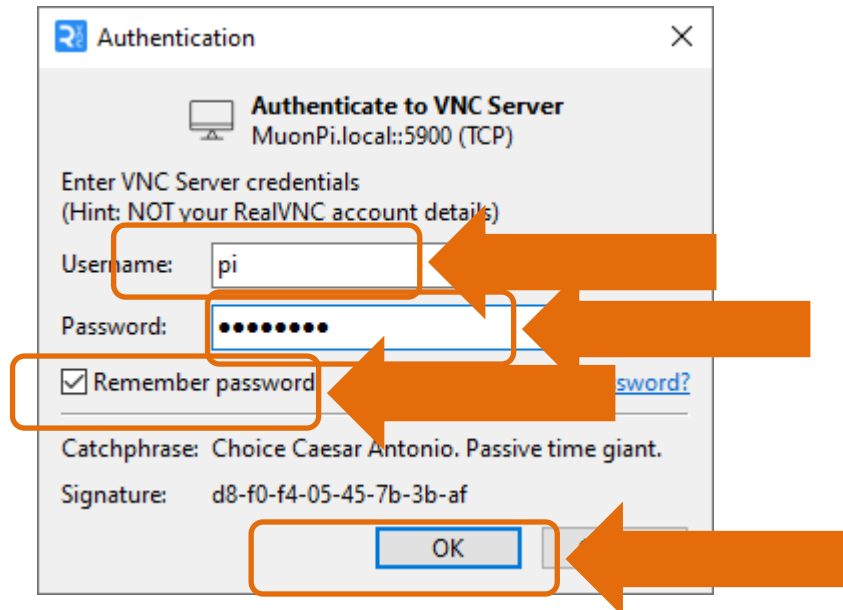 Authentication
Authenticate to VNC Server
MuonPi.local::5900 (TCP)
Enter VNC Server credentials
(Hint: NOT your RealVNC account details)
Username: pi
Password: ••••••••
Remember password
Catchphrase: Choice Caesar Antonio. Passive time giant.
Signature: d8-f0-f4-05-45-7b-3b-af
OK